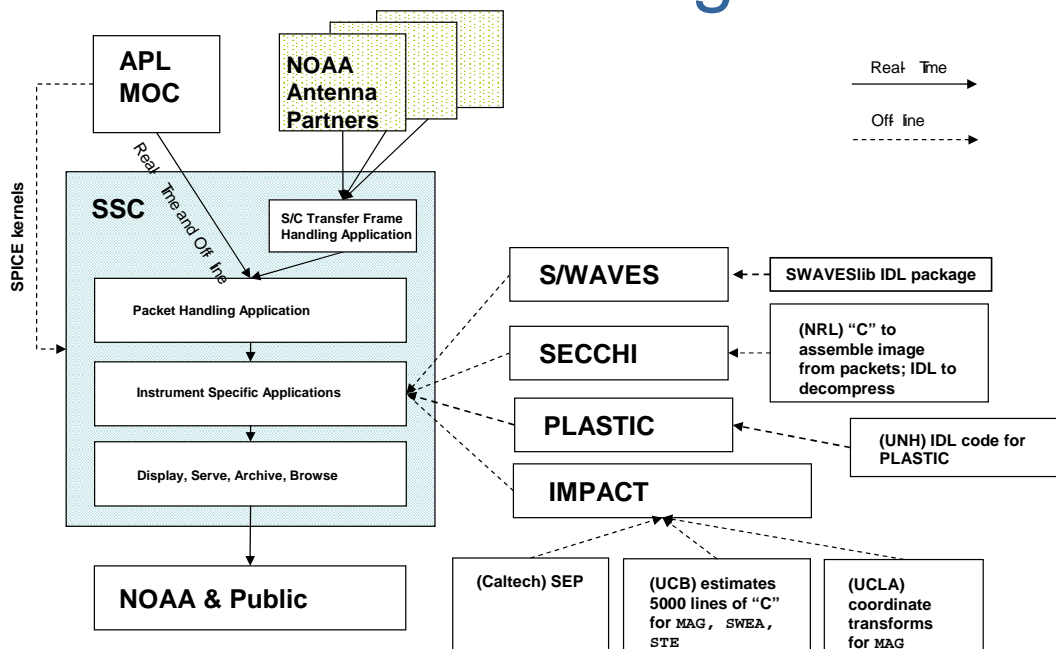 APL
MOC
NOAA
Antenna
Partners
Real- Time
Off- line
SPICE kernels
Real- Time and Off- line
SSC
S/C Transfer Frame
Handling Application
Packet Handling Application
Instrument Specific Applications
Display, Serve, Archive, Browse
NOAA & Public
S/WAVES
SWAVESlib IDL package
SECCHI
(NRL) “C” to
assemble image
from packets; IDL to
decompress
PLASTIC
(UNH) IDL code for
PLASTIC
IMPACT
(Caltech) SEP
(UCB) estimates
5000 lines of “C”
for MAG, SWEA,
STE
(UCLA)
coordinate
transforms
for MAG